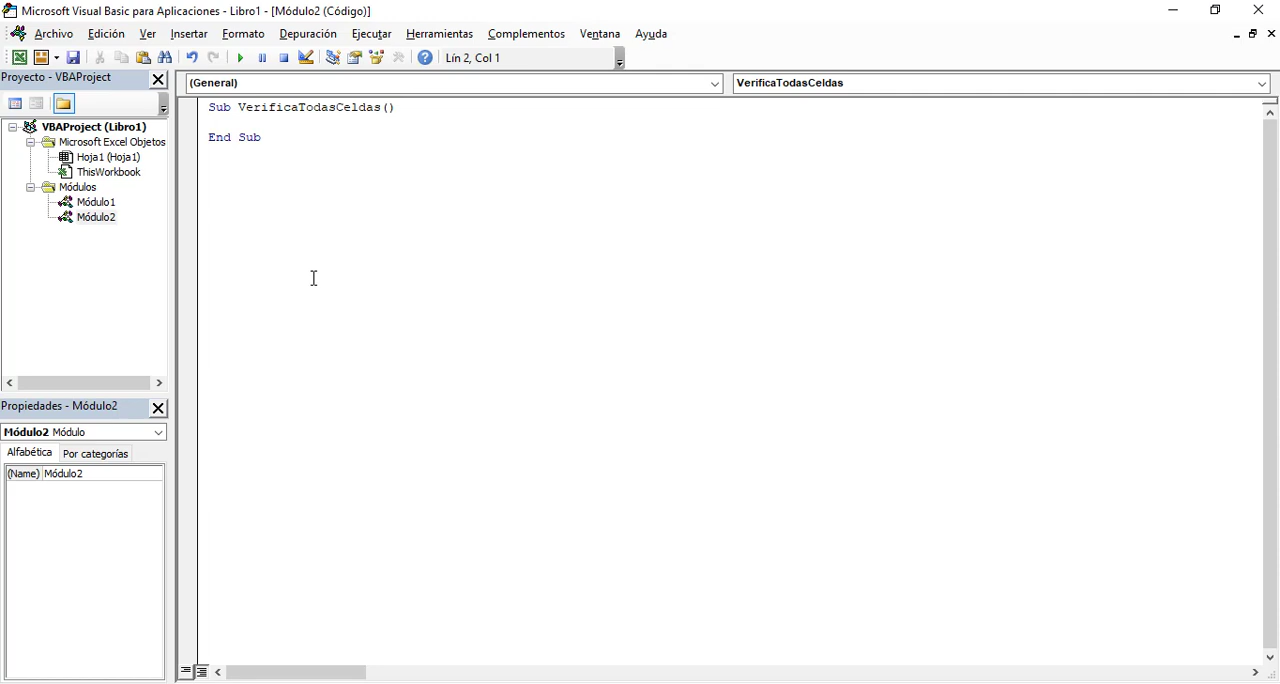 Microsoft Visual Basic para Aplicaciones - Libro1 - [Módulo2 (Código)]
Archivo Edición Ver Insertar Formato Depuración Ejecutar Herramientas Complementos Ventana Ayuda
Lín 2, Col 1
Proyecto - VBAProject
(General) VerificaTodasCeldas
Sub VerificaTodasCeldas()
End Sub
VBAProject (Libro1)
Microsoft Excel Objetos
Hoja1 (Hoja1)
ThisWorkbook
Módulos
Módulo1
Módulo2
Propiedades - Módulo2
Módulo2 Módulo
Alfabética Por categorías
(Name) Módulo2